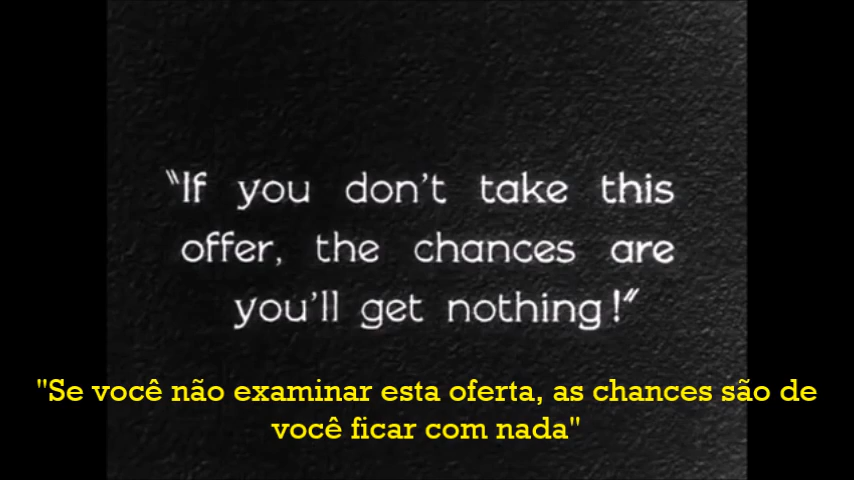 "If you don't take this
offer, the chances are
you'll get nothing!"
"Se você não examinar esta oferta, as chances são de
você ficar com nada"